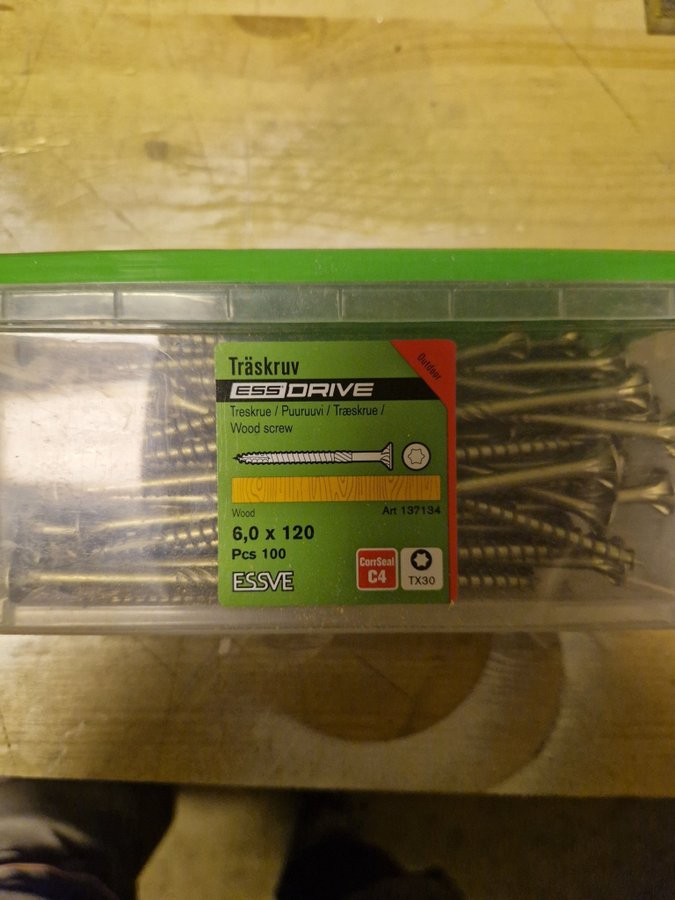 Träskruv
Outdoor
ESSDRIVE
Treskrue / Puuruuvi / Træskrue /
Wood screw
Wood
Art 137134
6,0 x 120
Pcs 100
ESSVE
CorrSeal
C4
TX30